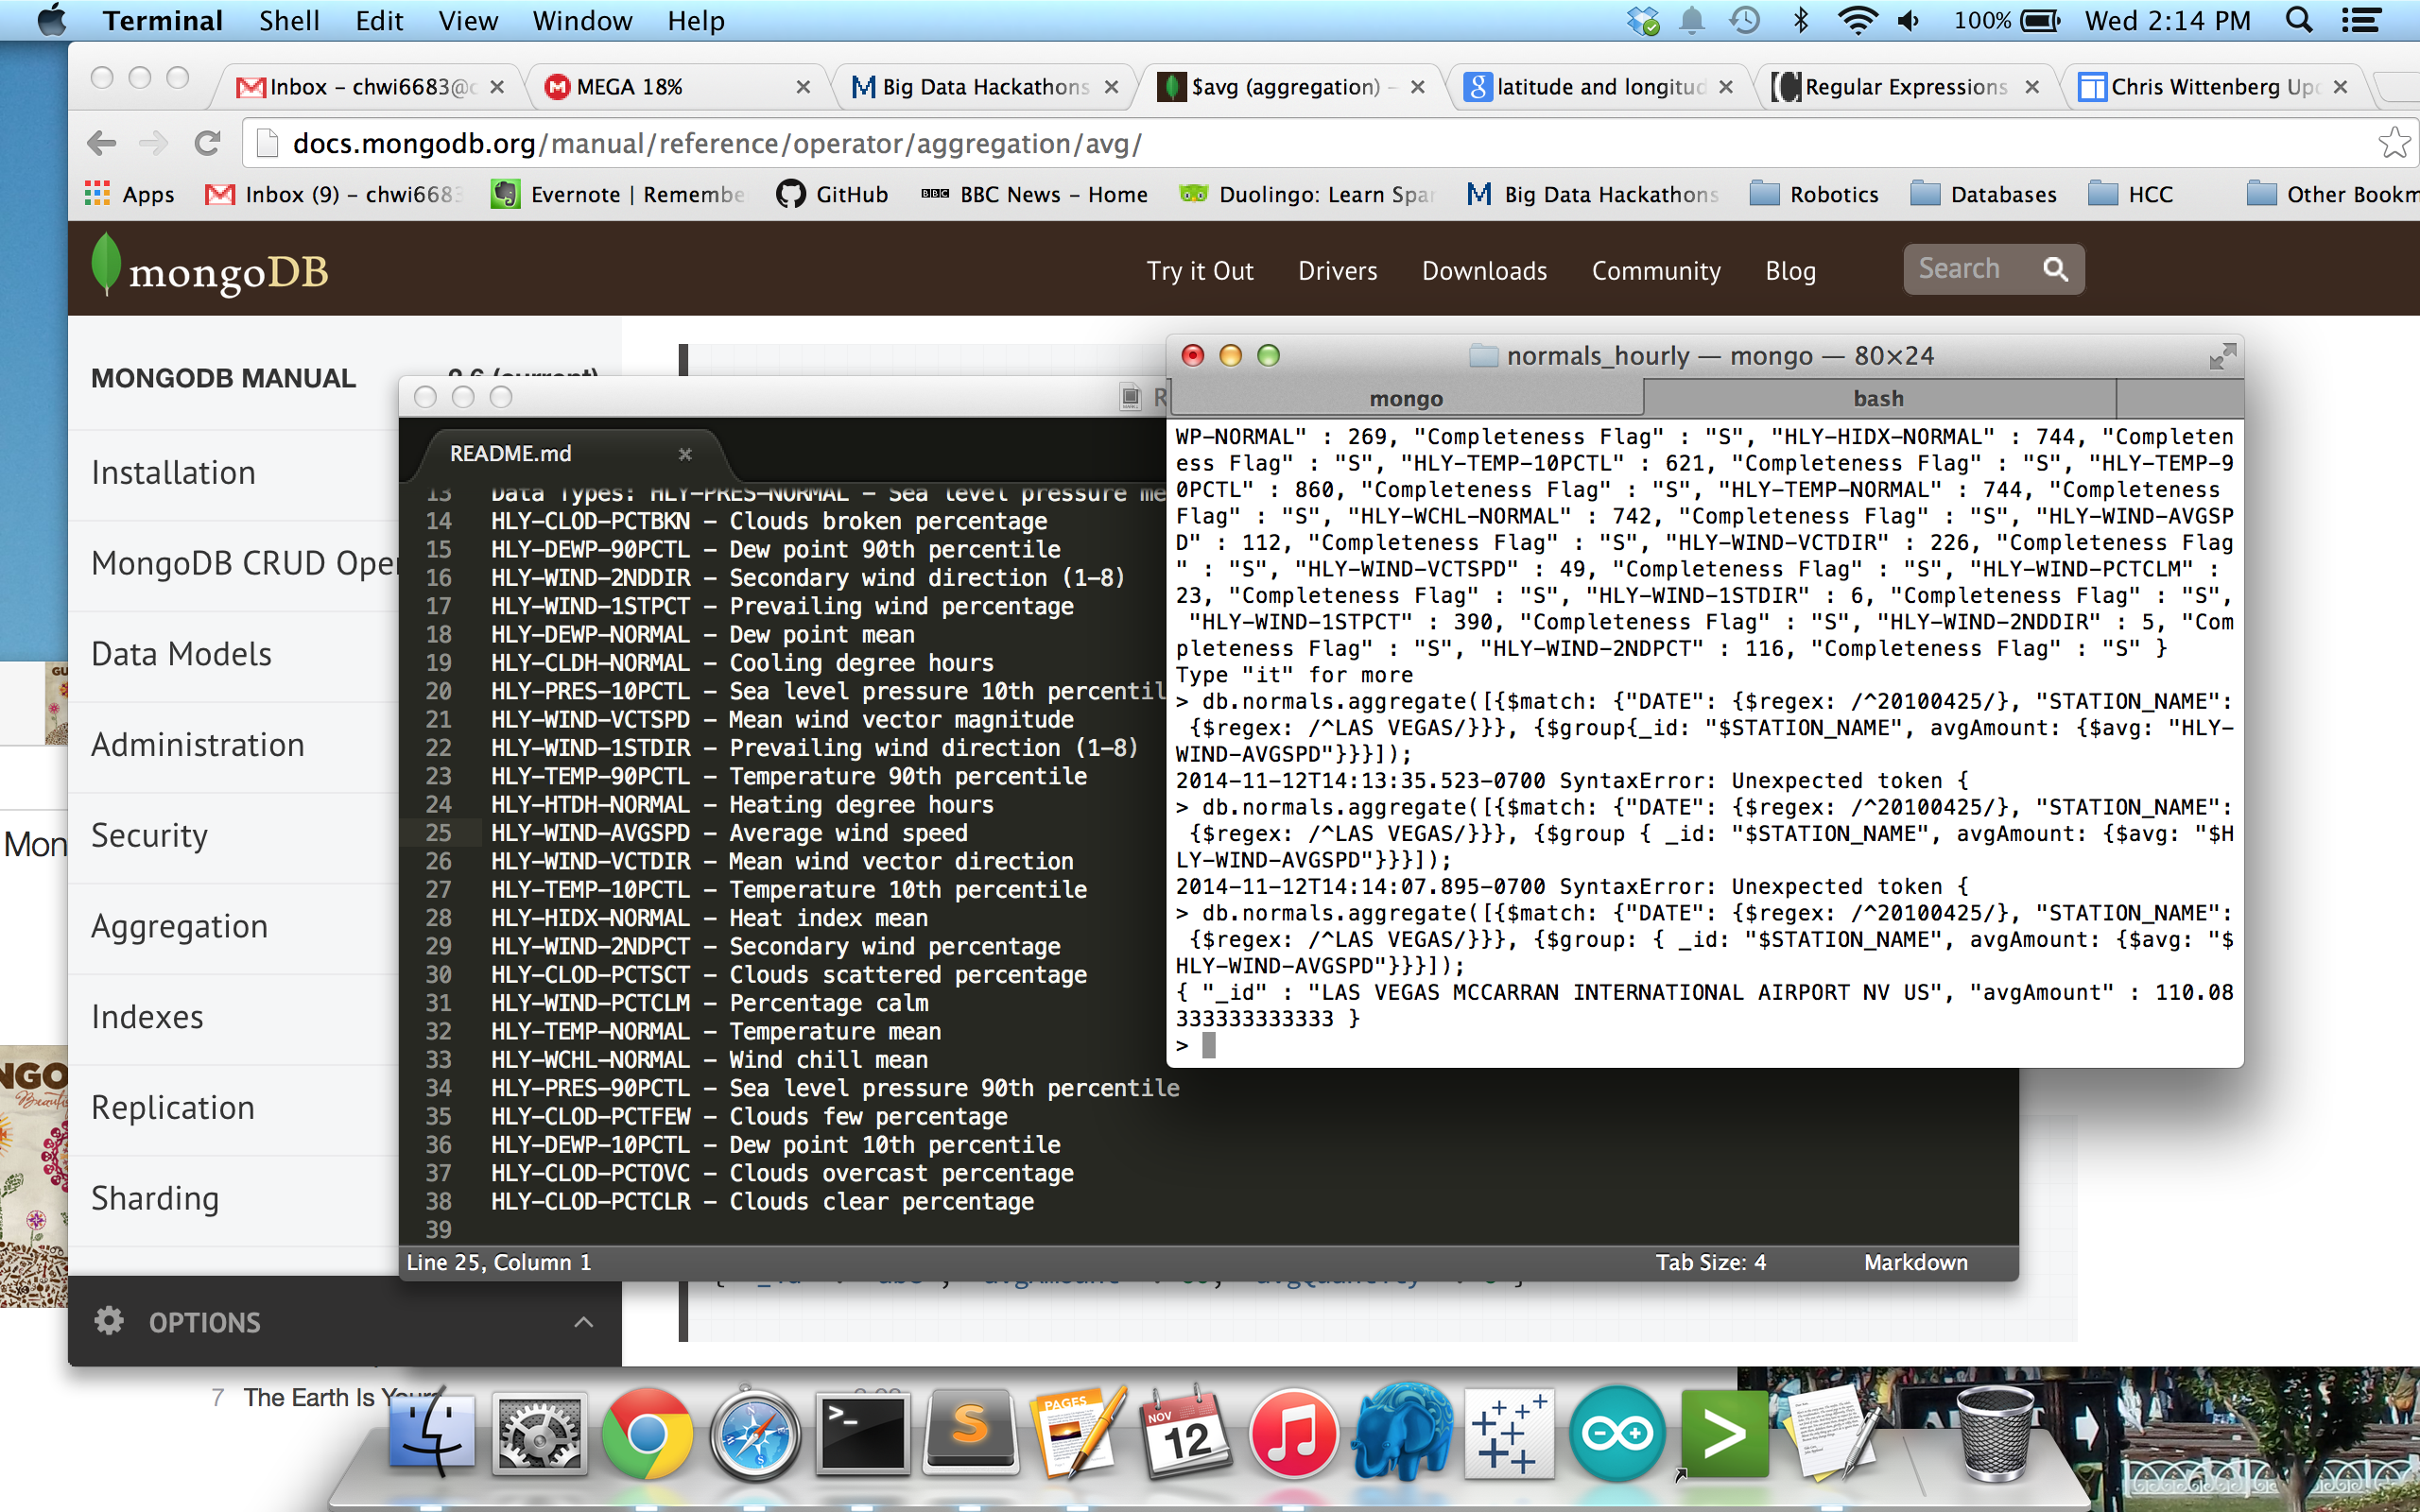 Terminal Shell Edit View Window Help 100% Wed 2:14 PM
Inbox – chwi6683@c MEGA 18% Big Data Hackathons $avg (aggregation) – latitude and longitud Regular Expressions Chris Wittenberg Upc
docs.mongodb.org/manual/reference/operator/aggregation/avg/
Apps Inbox (9) – chwi6683 Evernote | Remembe GitHub BBC BBC News – Home Duolingo: Learn Spar Big Data Hackathons Robotics Databases HCC Other Bookm
mongoDB Try it Out Drivers Downloads Community Blog Search
MONGODB MANUAL
Installation
MongoDB CRUD Oper
Data Models
Administration
Security
Aggregation
Indexes
Replication
Sharding
OPTIONS
Mon
NGO
README.md
13 Data Types: HLY-PRES-NORMAL – Sea level pressure me
14 HLY-CLOD-PCTBKN – Clouds broken percentage
15 HLY-DEWP-90PCTL – Dew point 90th percentile
16 HLY-WIND-2NDDIR – Secondary wind direction (1-8)
17 HLY-WIND-1STPCT – Prevailing wind percentage
18 HLY-DEWP-NORMAL – Dew point mean
19 HLY-CLDH-NORMAL – Cooling degree hours
20 HLY-PRES-10PCTL – Sea level pressure 10th percentil
21 HLY-WIND-VCTSPD – Mean wind vector magnitude
22 HLY-WIND-1STDIR – Prevailing wind direction (1-8)
23 HLY-TEMP-90PCTL – Temperature 90th percentile
24 HLY-HTDH-NORMAL – Heating degree hours
25 HLY-WIND-AVGSPD – Average wind speed
26 HLY-WIND-VCTDIR – Mean wind vector direction
27 HLY-TEMP-10PCTL – Temperature 10th percentile
28 HLY-HIDX-NORMAL – Heat index mean
29 HLY-WIND-2NDPCT – Secondary wind percentage
30 HLY-CLOD-PCTSCT – Clouds scattered percentage
31 HLY-WIND-PCTCLM – Percentage calm
32 HLY-TEMP-NORMAL – Temperature mean
33 HLY-WCHL-NORMAL – Wind chill mean
34 HLY-PRES-90PCTL – Sea level pressure 90th percentile
35 HLY-CLOD-PCTFEW – Clouds few percentage
36 HLY-DEWP-10PCTL – Dew point 10th percentile
37 HLY-CLOD-PCTOVC – Clouds overcast percentage
38 HLY-CLOD-PCTCLR – Clouds clear percentage
39
Line 25, Column 1 Tab Size: 4 Markdown
normals_hourly — mongo — 80×24
mongo bash
WP-NORMAL" : 269, "Completeness Flag" : "S", "HLY-HIDX-NORMAL" : 744, "Completen
ess Flag" : "S", "HLY-TEMP-10PCTL" : 621, "Completeness Flag" : "S", "HLY-TEMP-9
0PCTL" : 860, "Completeness Flag" : "S", "HLY-TEMP-NORMAL" : 744, "Completeness
Flag" : "S", "HLY-WCHL-NORMAL" : 742, "Completeness Flag" : "S", "HLY-WIND-AVGSP
D" : 112, "Completeness Flag" : "S", "HLY-WIND-VCTDIR" : 226, "Completeness Flag
" : "S", "HLY-WIND-VCTSPD" : 49, "Completeness Flag" : "S", "HLY-WIND-PCTCLM" :
23, "Completeness Flag" : "S", "HLY-WIND-1STDIR" : 6, "Completeness Flag" : "S",
"HLY-WIND-1STPCT" : 390, "Completeness Flag" : "S", "HLY-WIND-2NDDIR" : 5, "Com
pleteness Flag" : "S", "HLY-WIND-2NDPCT" : 116, "Completeness Flag" : "S" }
Type "it" for more
> db.normals.aggregate([{$match: {"DATE": {$regex: /^20100425/}, "STATION_NAME":
{$regex: /^LAS VEGAS/}}}, {$group{_id: "$STATION_NAME", avgAmount: {$avg: "HLY-
WIND-AVGSPD"}}}]);
2014-11-12T14:13:35.523-0700 SyntaxError: Unexpected token {
> db.normals.aggregate([{$match: {"DATE": {$regex: /^20100425/}, "STATION_NAME":
{$regex: /^LAS VEGAS/}}}, {$group { _id: "$STATION_NAME", avgAmount: {$avg: "$H
LY-WIND-AVGSPD"}}}]);
2014-11-12T14:14:07.895-0700 SyntaxError: Unexpected token {
> db.normals.aggregate([{$match: {"DATE": {$regex: /^20100425/}, "STATION_NAME":
{$regex: /^LAS VEGAS/}}}, {$group: { _id: "$STATION_NAME", avgAmount: {$avg: "$
HLY-WIND-AVGSPD"}}}]);
{ "_id" : "LAS VEGAS MCCARRAN INTERNATIONAL AIRPORT NV US", "avgAmount" : 110.08
333333333333 }
>
7 The Earth Is Yours
PAGES
NOV
12